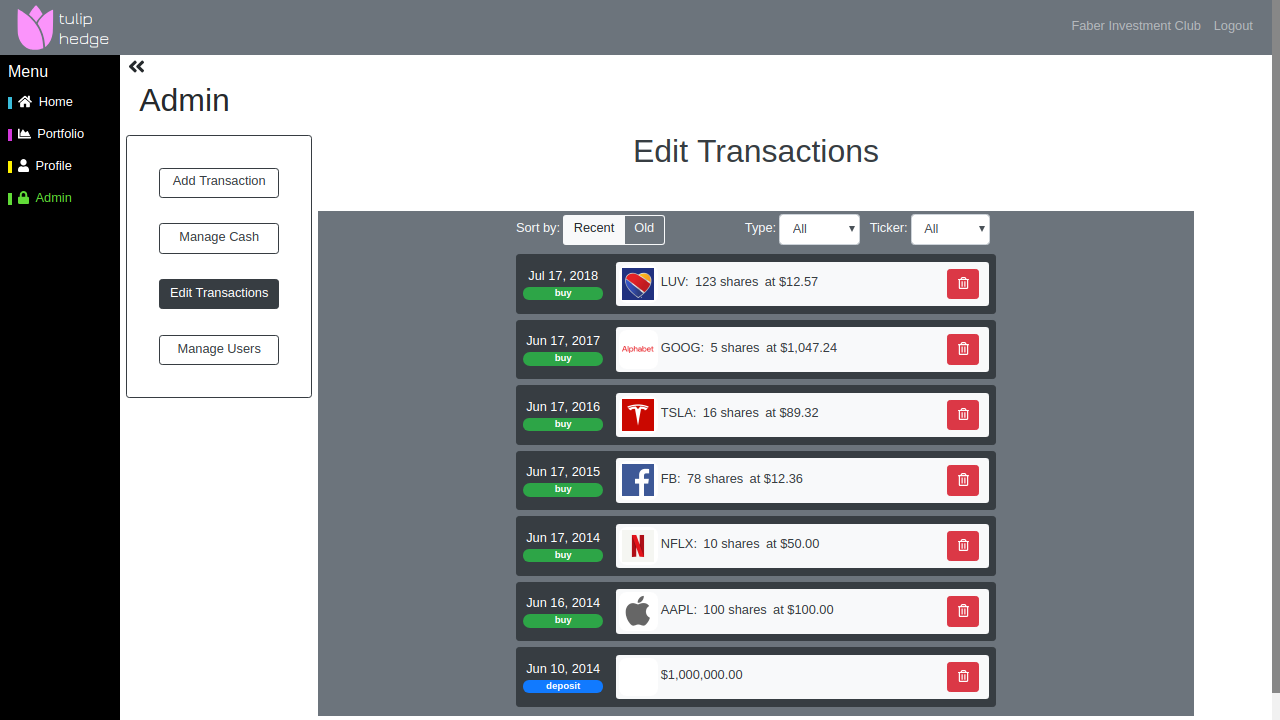 tulip
hedge
Faber Investment Club Logout
Menu
Home
Portfolio
Profile
Admin
Admin
Add Transaction
Manage Cash
Edit Transactions
Manage Users
Edit Transactions
Sort by: Recent Old Type: All Ticker: All
Jul 17, 2018
buy
LUV: 123 shares at $12.57
Jun 17, 2017
buy
Alphabet
GOOG: 5 shares at $1,047.24
Jun 17, 2016
buy
TSLA: 16 shares at $89.32
Jun 17, 2015
buy
FB: 78 shares at $12.36
Jun 17, 2014
buy
N
NFLX: 10 shares at $50.00
Jun 16, 2014
buy
AAPL: 100 shares at $100.00
Jun 10, 2014
deposit
$1,000,000.00